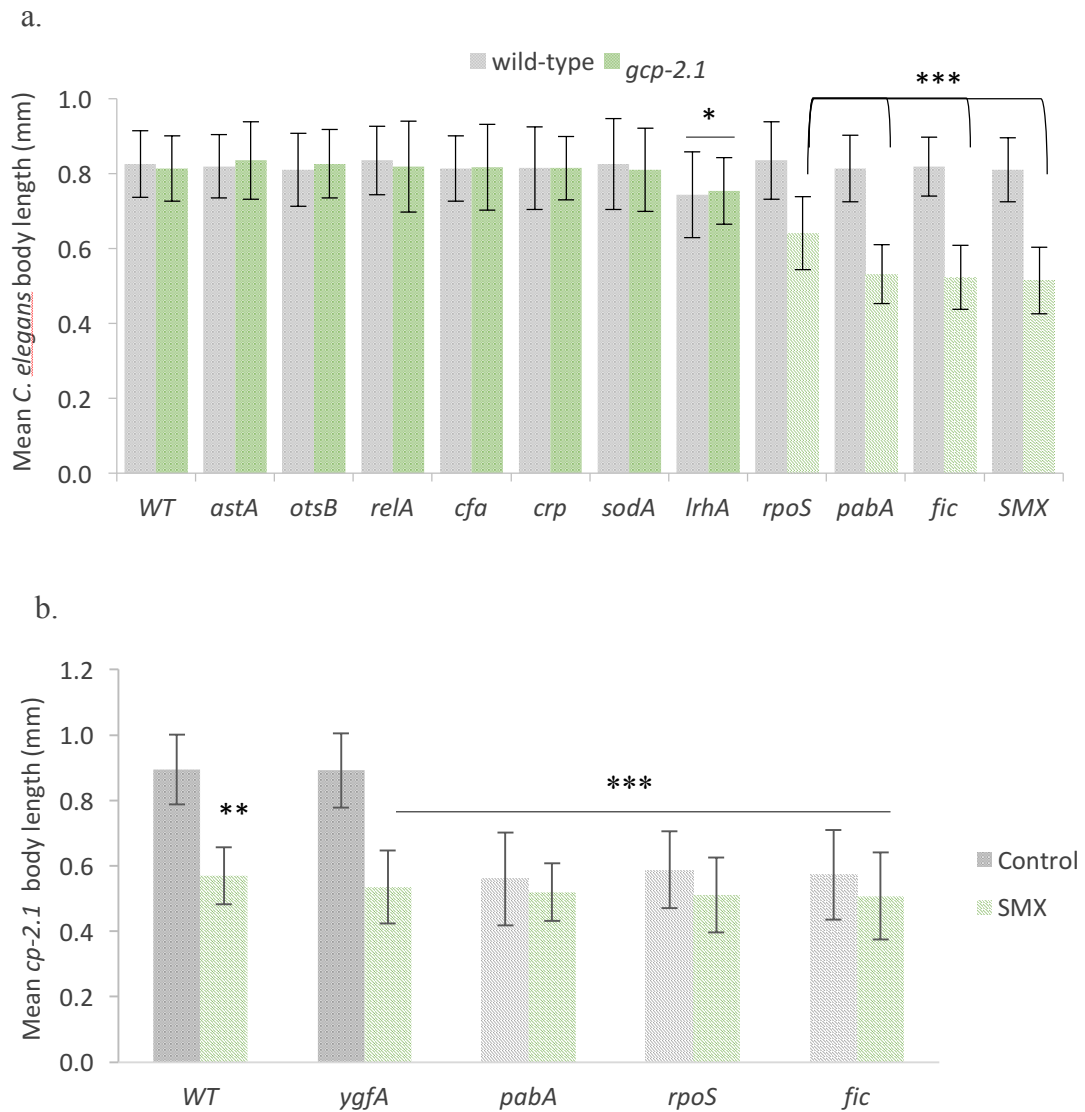 a.
wild-type gcp-2.1
***
*
1.0
0.8
0.6
0.4
0.2
0.0
Mean C. elegans body length (mm)
WT astA otsB relA cfa crp sodA lrhA rpoS pabA fic SMX
b.
1.2
1.0
0.8
0.6
0.4
0.2
0.0
Mean cp-2.1 body length (mm)
**
***
Control
SMX
WT ygfA pabA rpoS fic